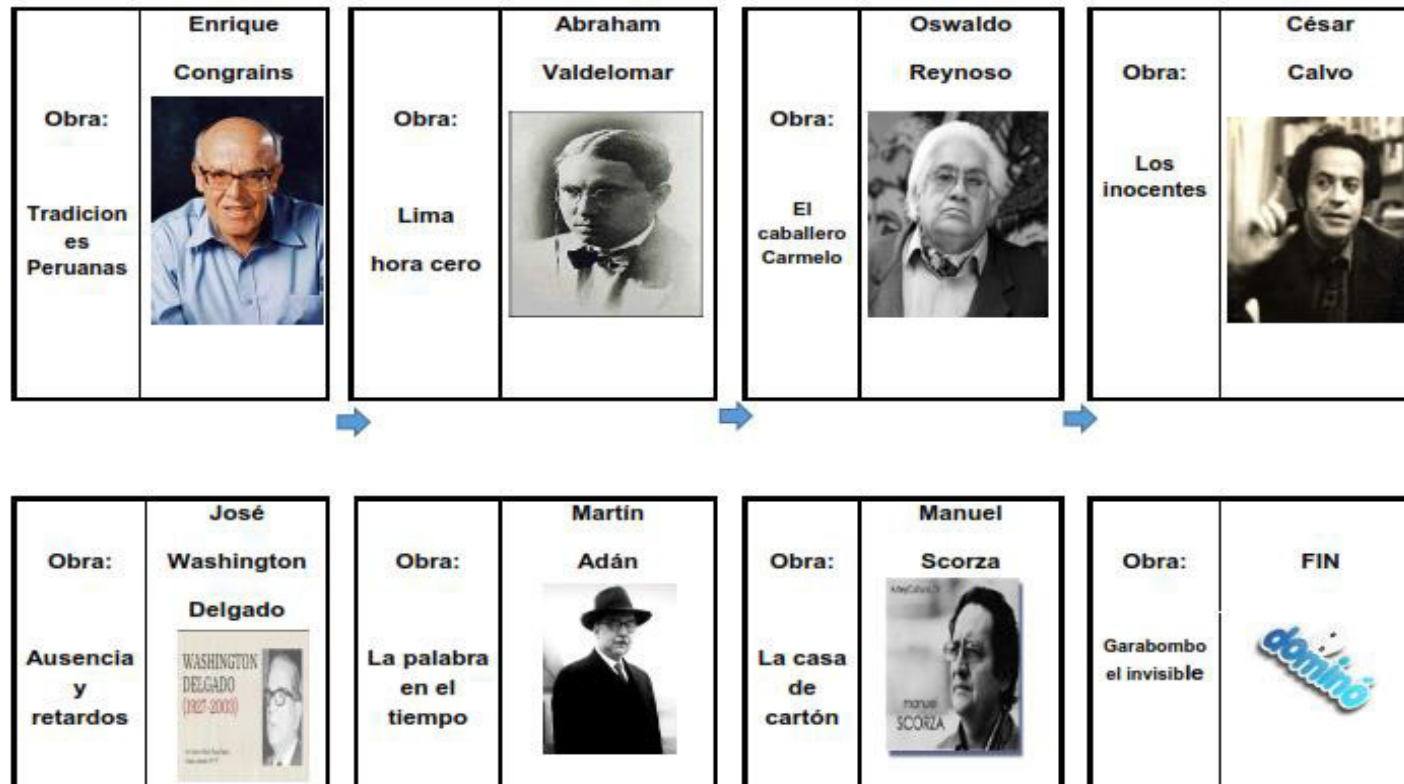 Enrique
Congrains
Obra:
Tradicion
es
Peruanas
Abraham
Valdelomar
Obra:
Lima
hora cero
Oswaldo
Reynoso
Obra:
El
caballero
Carmelo
César
Calvo
Obra:
Los
inocentes
José
Washington
Delgado
Obra:
Ausencia
y
retardos
WASHINGTON
DELGADO
(1927-2003)
Martín
Adán
Obra:
La palabra
en el
tiempo
Manuel
Scorza
Obra:
La casa
de
cartón
manuel
SCORZA
Obra:
Garabombo
el invisible
FIN
dominó